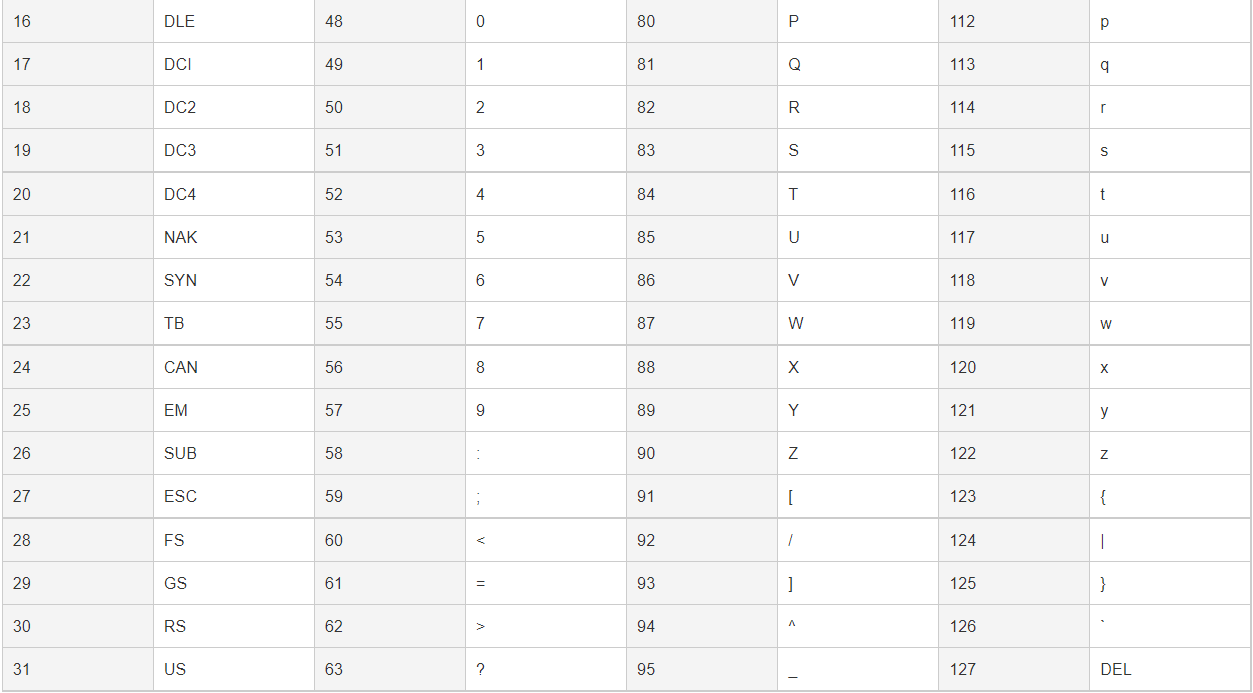 16 DLE 48 0 80 P 112 p
17 DCI 49 1 81 Q 113 q
18 DC2 50 2 82 R 114 r
19 DC3 51 3 83 S 115 s
20 DC4 52 4 84 T 116 t
21 NAK 53 5 85 U 117 u
22 SYN 54 6 86 V 118 v
23 TB 55 7 87 W 119 w
24 CAN 56 8 88 X 120 x
25 EM 57 9 89 Y 121 y
26 SUB 58 : 90 Z 122 z
27 ESC 59 ; 91 [ 123 {
28 FS 60 < 92 / 124 |
29 GS 61 = 93 ] 125 }
30 RS 62 > 94 ^ 126 `
31 US 63 ? 95 _ 127 DEL